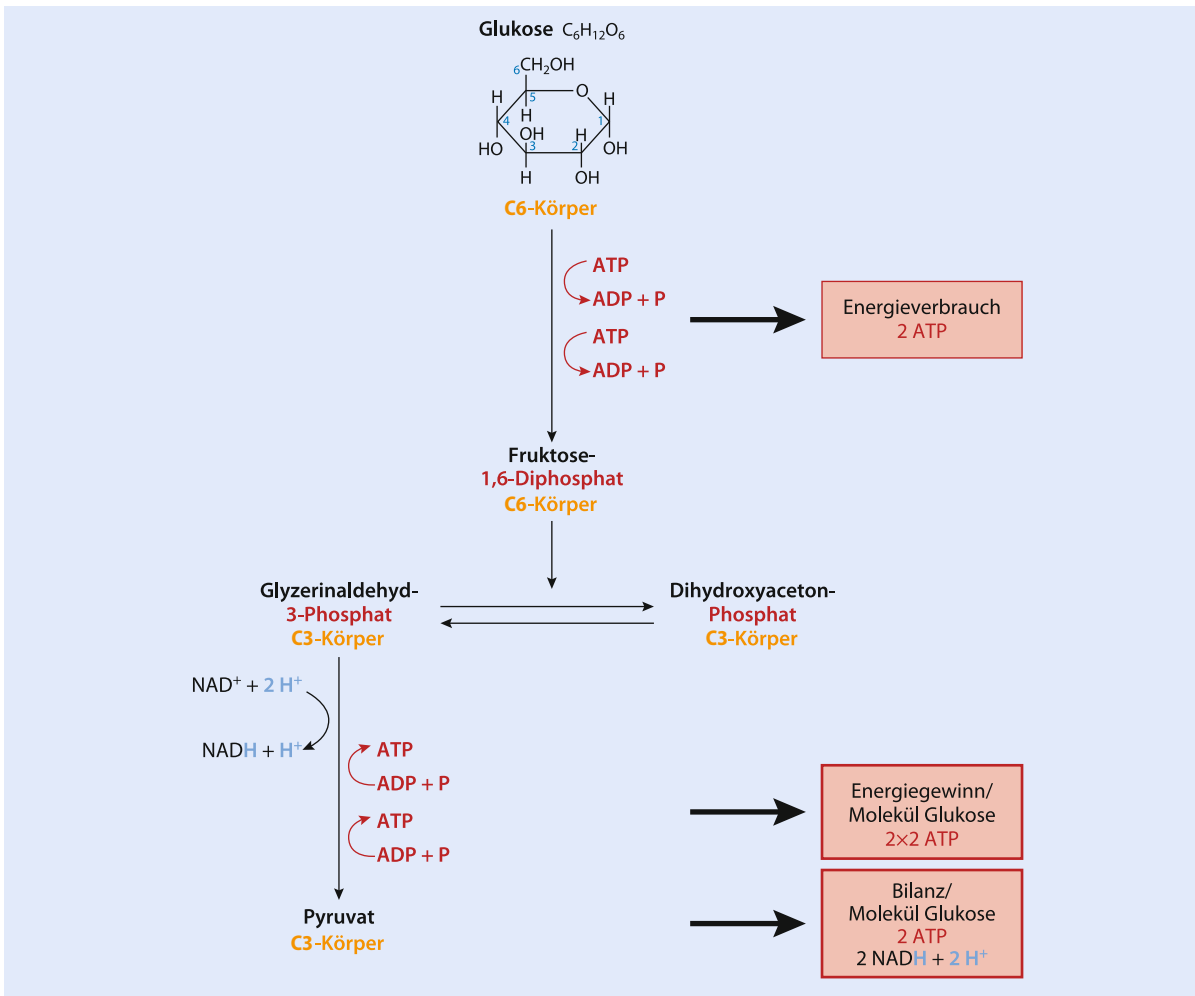 Glukose C₆H₁₂O₆
6 CH₂OH
H 5 O H
4 H 1
OH H
HO 3 2 OH
H OH
C6-Körper
ATP
ADP + P
ATP
ADP + P
Energieverbrauch
2 ATP
Fruktose-
1,6-Diphosphat
C6-Körper
Glyzerinaldehyd-
3-Phosphat
C3-Körper
Dihydroxyaceton-
Phosphat
C3-Körper
NAD⁺ + 2 H⁺
NADH + H⁺
ATP
ADP + P
ATP
ADP + P
Energiegewinn/
Molekül Glukose
2×2 ATP
Pyruvat
C3-Körper
Bilanz/
Molekül Glukose
2 ATP
2 NADH + 2 H⁺